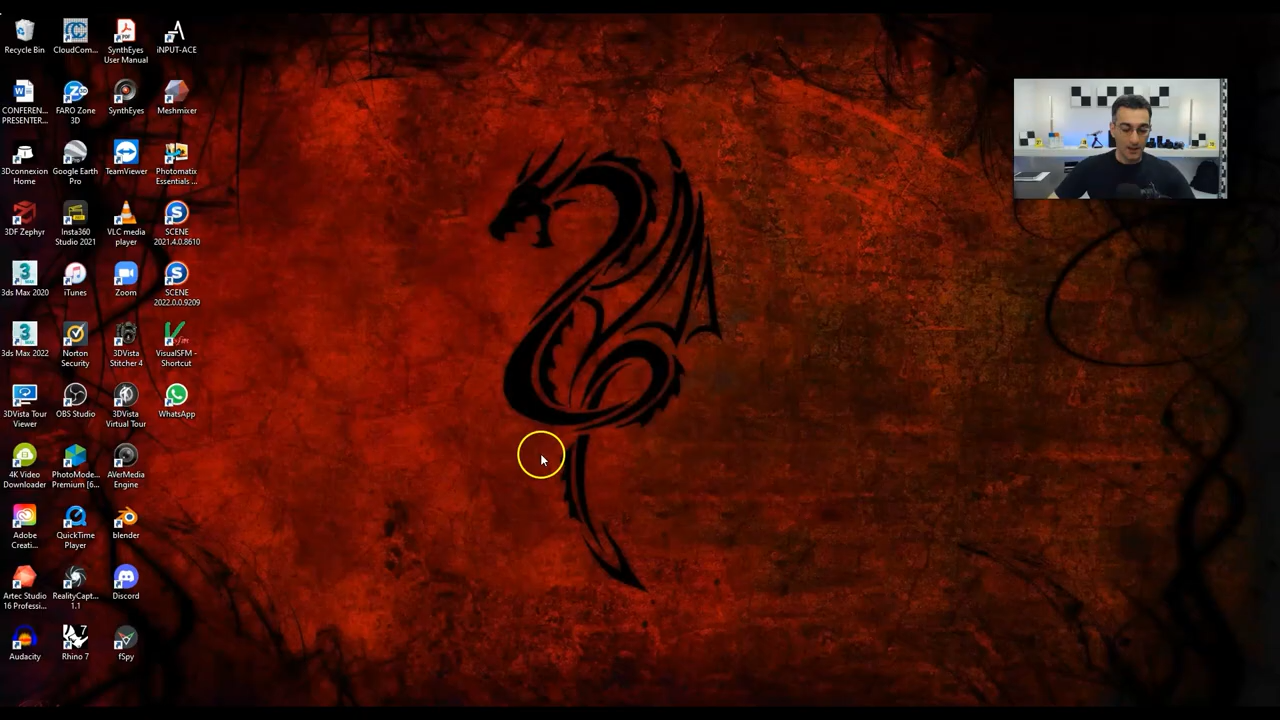 Recycle Bin
CloudCom...
SynthEyes
User Manual
iNPUT-ACE
CONFEREN...
PRESENTER...
FARO Zone
3D
SynthEyes
Meshmixer
3Dconnexion
Home
Google Earth
Pro
TeamViewer
Photomatix
Essentials ...
3DF Zephyr
Insta360
Studio 2021
VLC media
player
SCENE
2021.4.0.8610
3ds Max 2020
iTunes
Zoom
SCENE
2022.0.0.9209
3ds Max 2022
Norton
Security
3DVista
Stitcher 4
VisualSFM -
Shortcut
3DVista Tour
Viewer
OBS Studio
3DVista
Virtual Tour
WhatsApp
4K Video
Downloader
PhotoMode...
Premium [6...
AVerMedia
Engine
Adobe
Creati...
QuickTime
Player
blender
Artec Studio
16 Professi...
RealityCapt...
1.1
Discord
Audacity
Rhino 7
fSpy